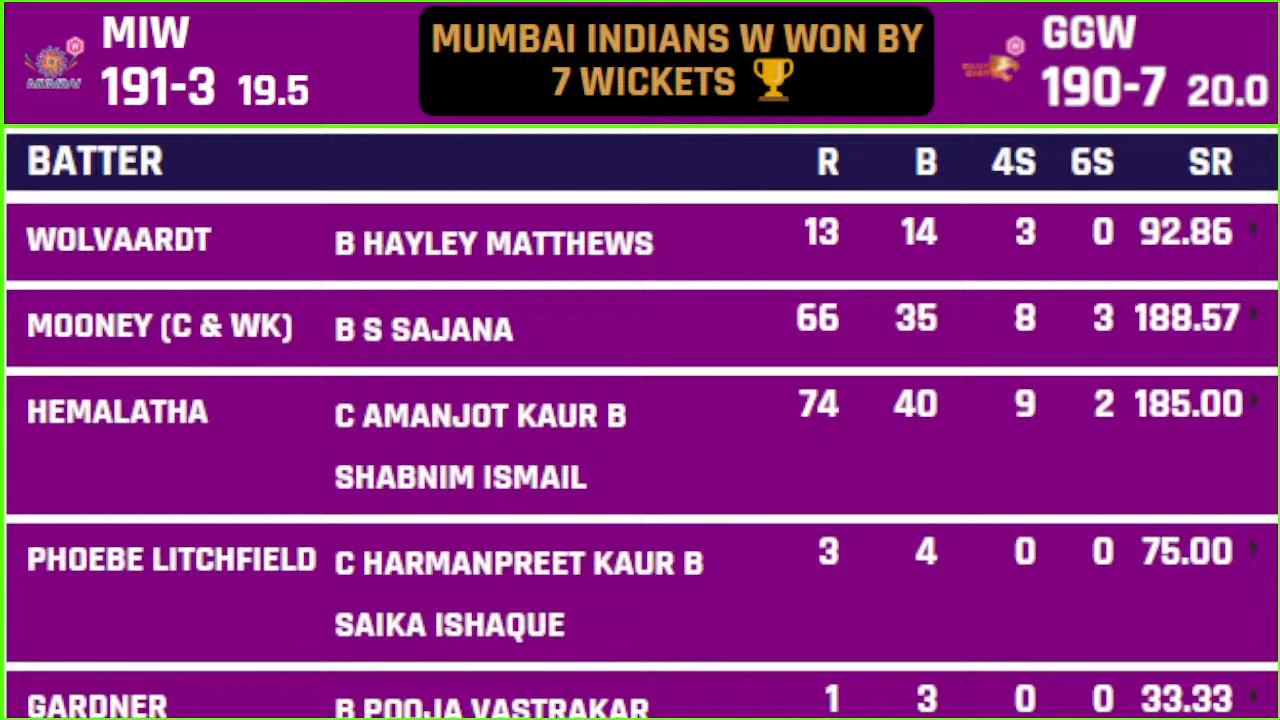 MIW
191-3 19.5
MUMBAI INDIANS W WON BY
7 WICKETS
GGW
190-7 20.0
BATTER R B 4S 6S SR
WOLVAARDT B HAYLEY MATTHEWS 13 14 3 0 92.86
MOONEY (C & WK) B S SAJANA 66 35 8 3 188.57
HEMALATHA C AMANJOT KAUR B 74 40 9 2 185.00
SHABNIM ISMAIL
PHOEBE LITCHFIELD C HARMANPREET KAUR B 3 4 0 0 75.00
SAIKA ISHAQUE
GARDNER B POOJA VASTRAKAR 1 3 0 0 33.33